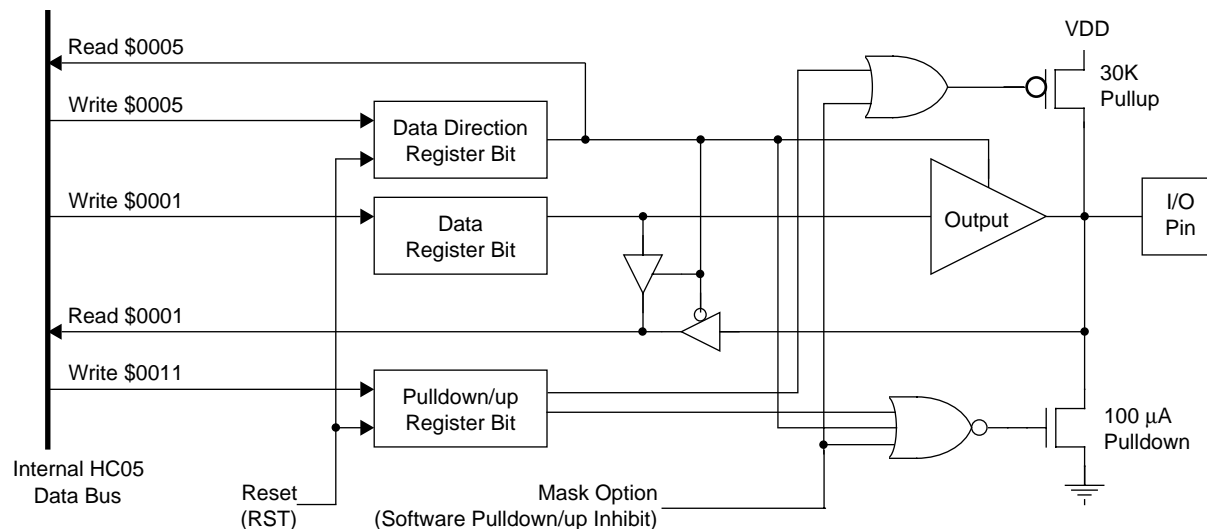 Read $0005
Write $0005
Data Direction
Register Bit
Write $0001
Data
Register Bit
Read $0001
Write $0011
Pulldown/up
Register Bit
Internal HC05
Data Bus
Reset
(RST)
Mask Option
(Software Pulldown/up Inhibit)
VDD
30K
Pullup
Output
I/O
Pin
100 μA
Pulldown